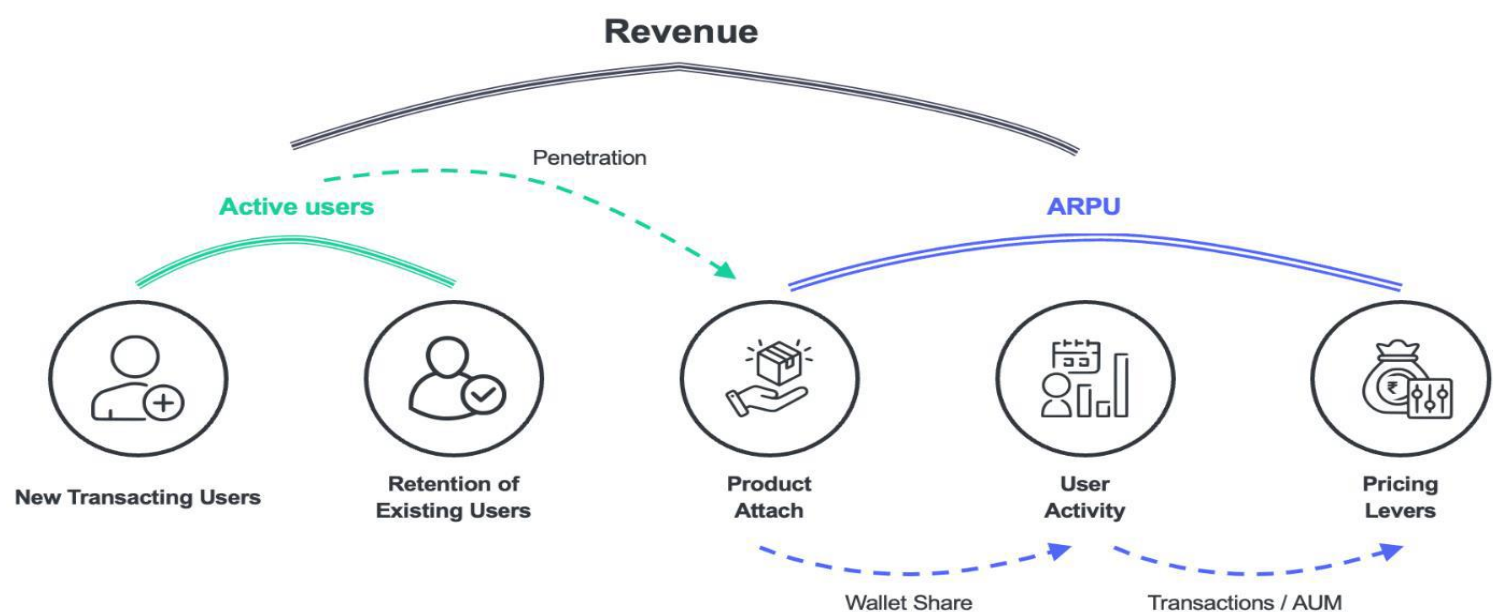 Revenue
Penetration
Active users
ARPU
₹
New Transacting Users
Retention of
Existing Users
Product
Attach
User
Activity
Pricing
Levers
Wallet Share
Transactions / AUM